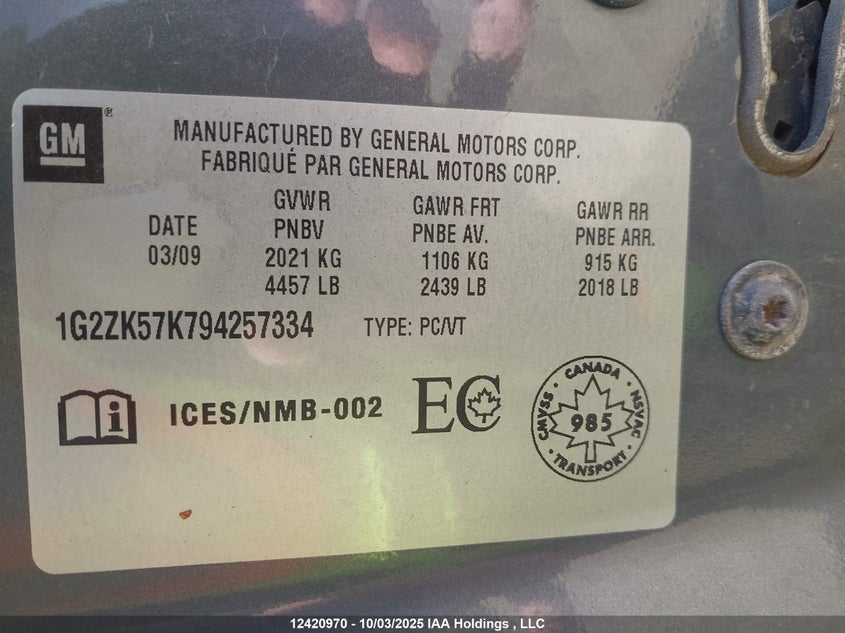 GM
MANUFACTURED BY GENERAL MOTORS CORP.
FABRIQUÉ PAR GENERAL MOTORS CORP.
DATE
03/09
GVWR
PNBV
2021 KG
4457 LB
GAWR FRT
PNBE AV.
1106 KG
2439 LB
GAWR RR
PNBE ARR.
915 KG
2018 LB
1G2ZK57K794257334 TYPE: PC/VT
i ICES/NMB-002 EC
CANADA
CMVSS 985 NSVAC
TRANSPORT
12420970 - 10/03/2025 IAA Holdings , LLC